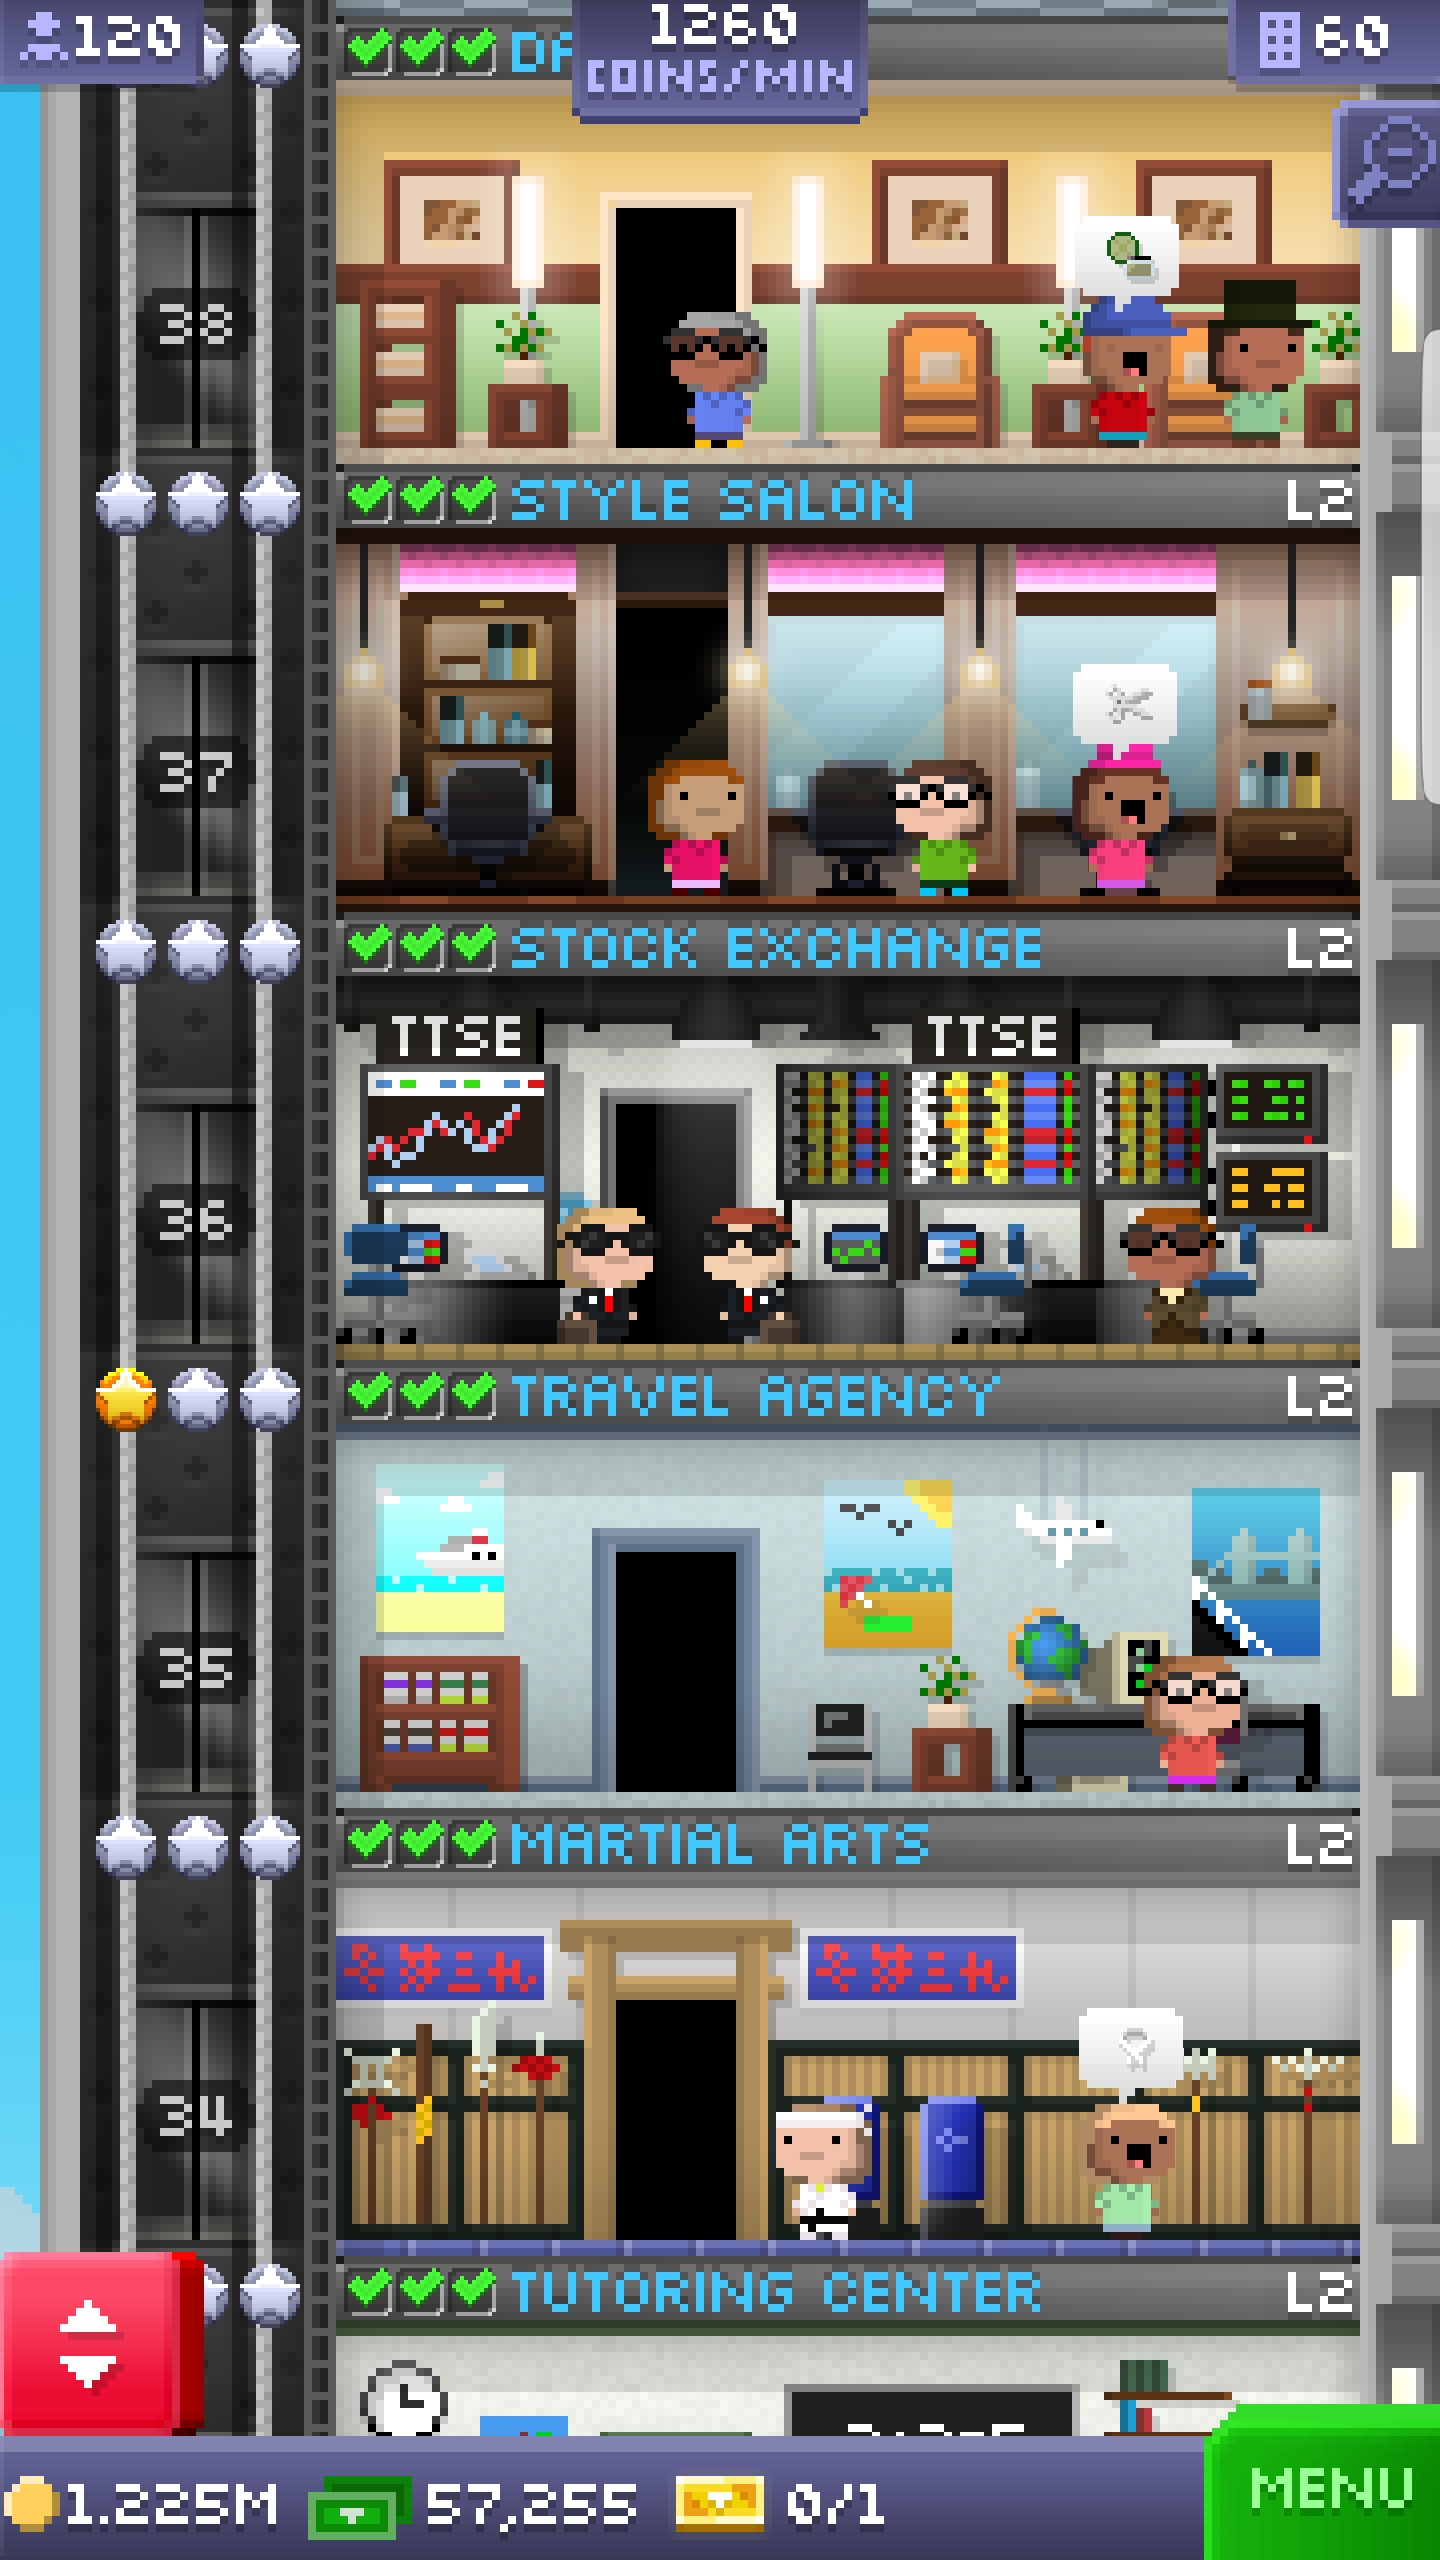 120
1260
COINS/MIN
60
38
STYLE SALON L2
37
STOCK EXCHANGE L2
TTSE
TTSE
36
TRAVEL AGENCY L2
35
MARTIAL ARTS L2
34
TUTORING CENTER L2
1.225M 57,255 0/1
MENU